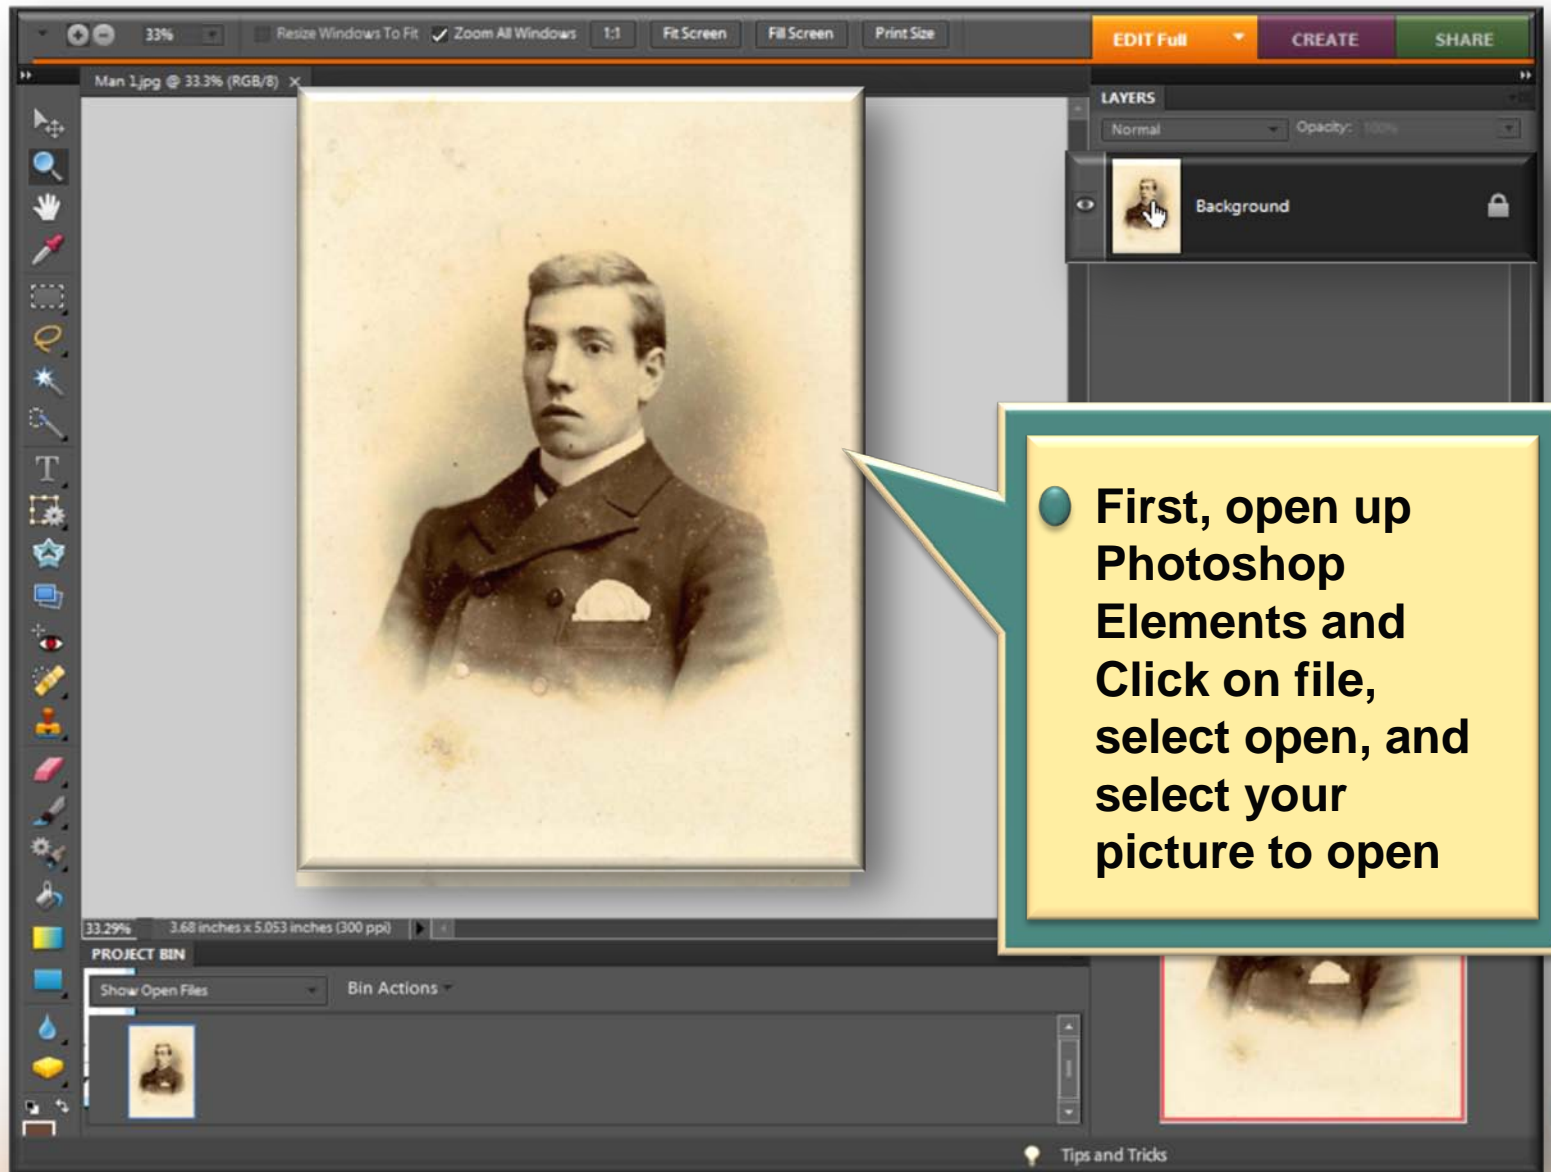 33% Resize Windows To Fit Zoom All Windows 1:1 Fit Screen Fill Screen Print Size EDIT Full CREATE SHARE
Man 1.jpg @ 33.3% (RGB/8) ×
LAYERS
Normal Opacity: 100%
Background
T
First, open up
Photoshop
Elements and
Click on file,
select open, and
select your
picture to open
33.29% 3.68 inches x 5.053 inches (300 ppi)
PROJECT BIN
Show Open Files Bin Actions
Tips and Tricks